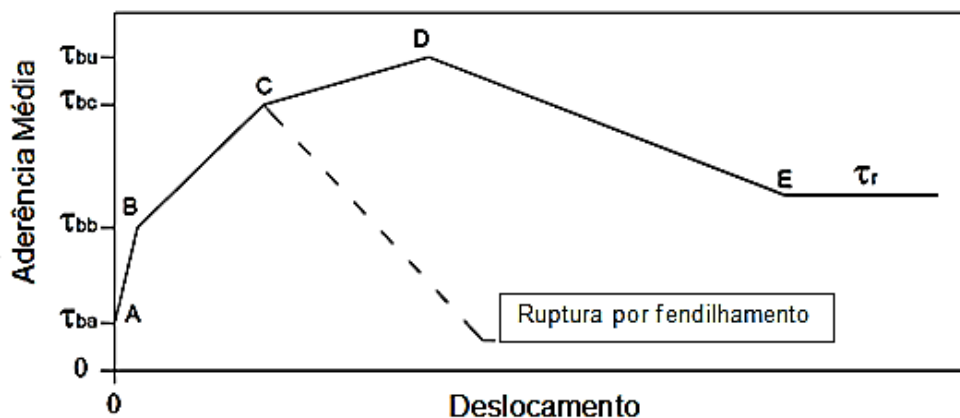 Aderência Média
τbu
τbc
τbb
τba
0
A
B
C
D
E
τr
Ruptura por fendilhamento
0
Deslocamento